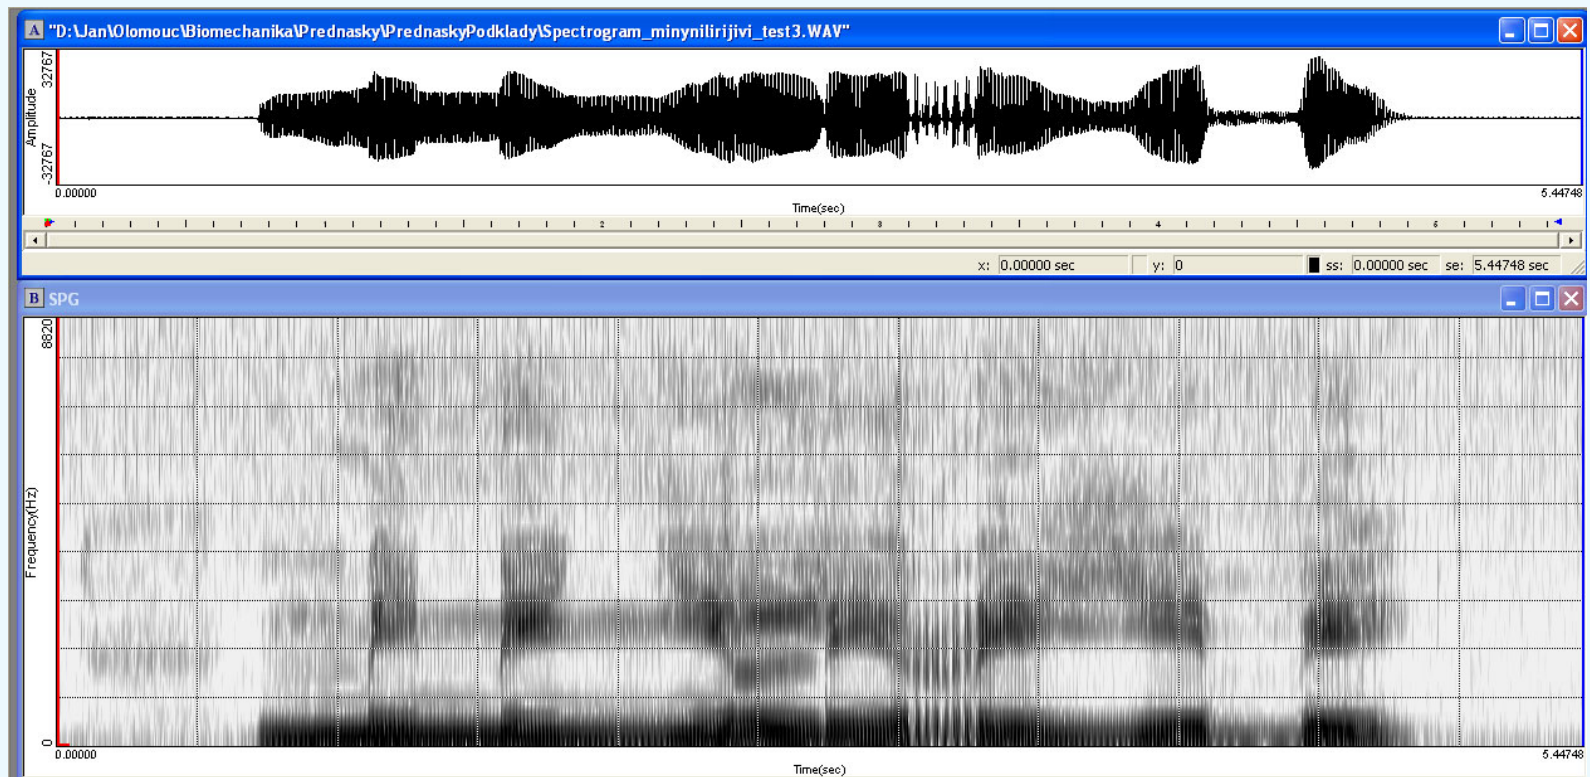 A "D:\Jan\Olomouc\Biomechanika\Prednasky\PrednaskyPodklady\Spectrogram_minynilirijivi_test3.WAV"
32767
Amplitude
-32767
0.00000 5.44748
Time(sec)
2 3 4
x: 0.00000 sec y: 0 ss: 0.00000 sec se: 5.44748 sec
B SPG
8820
Frequency(Hz)
0
0.00000 5.44748
Time(sec)